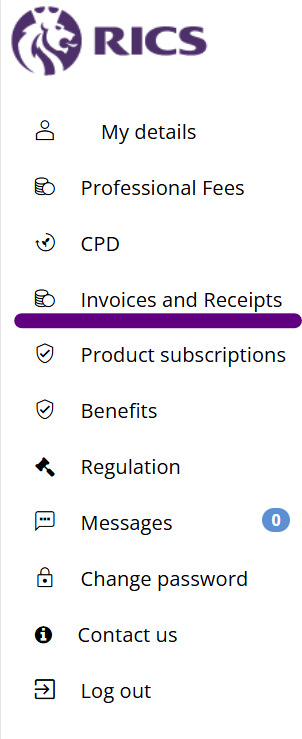 RICS
My details
Professional Fees
CPD
Invoices and Receipts
Product subscriptions
Benefits
Regulation
Messages 0
Change password
Contact us
Log out